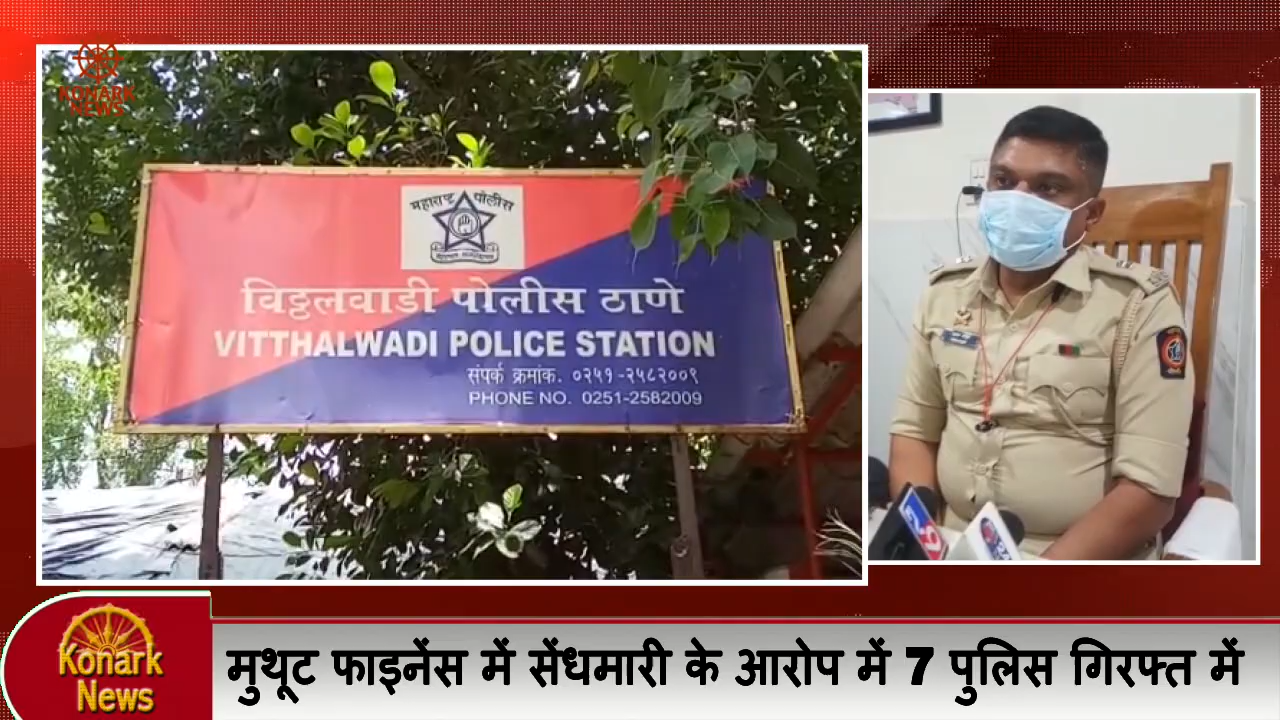 KONARK
NEWS
महाराष्ट्र पोलीस
विठ्ठलवाडी पोलीस ठाणे
VITTHALWADI POLICE STATION
संपर्क क्रमांक. ०२५१-२५८२००९
PHONE NO. 0251-2582009
Konark
News
मुथूट फाइनेंस में सेंधमारी के आरोप में 7 पुलिस गिरफ्त में